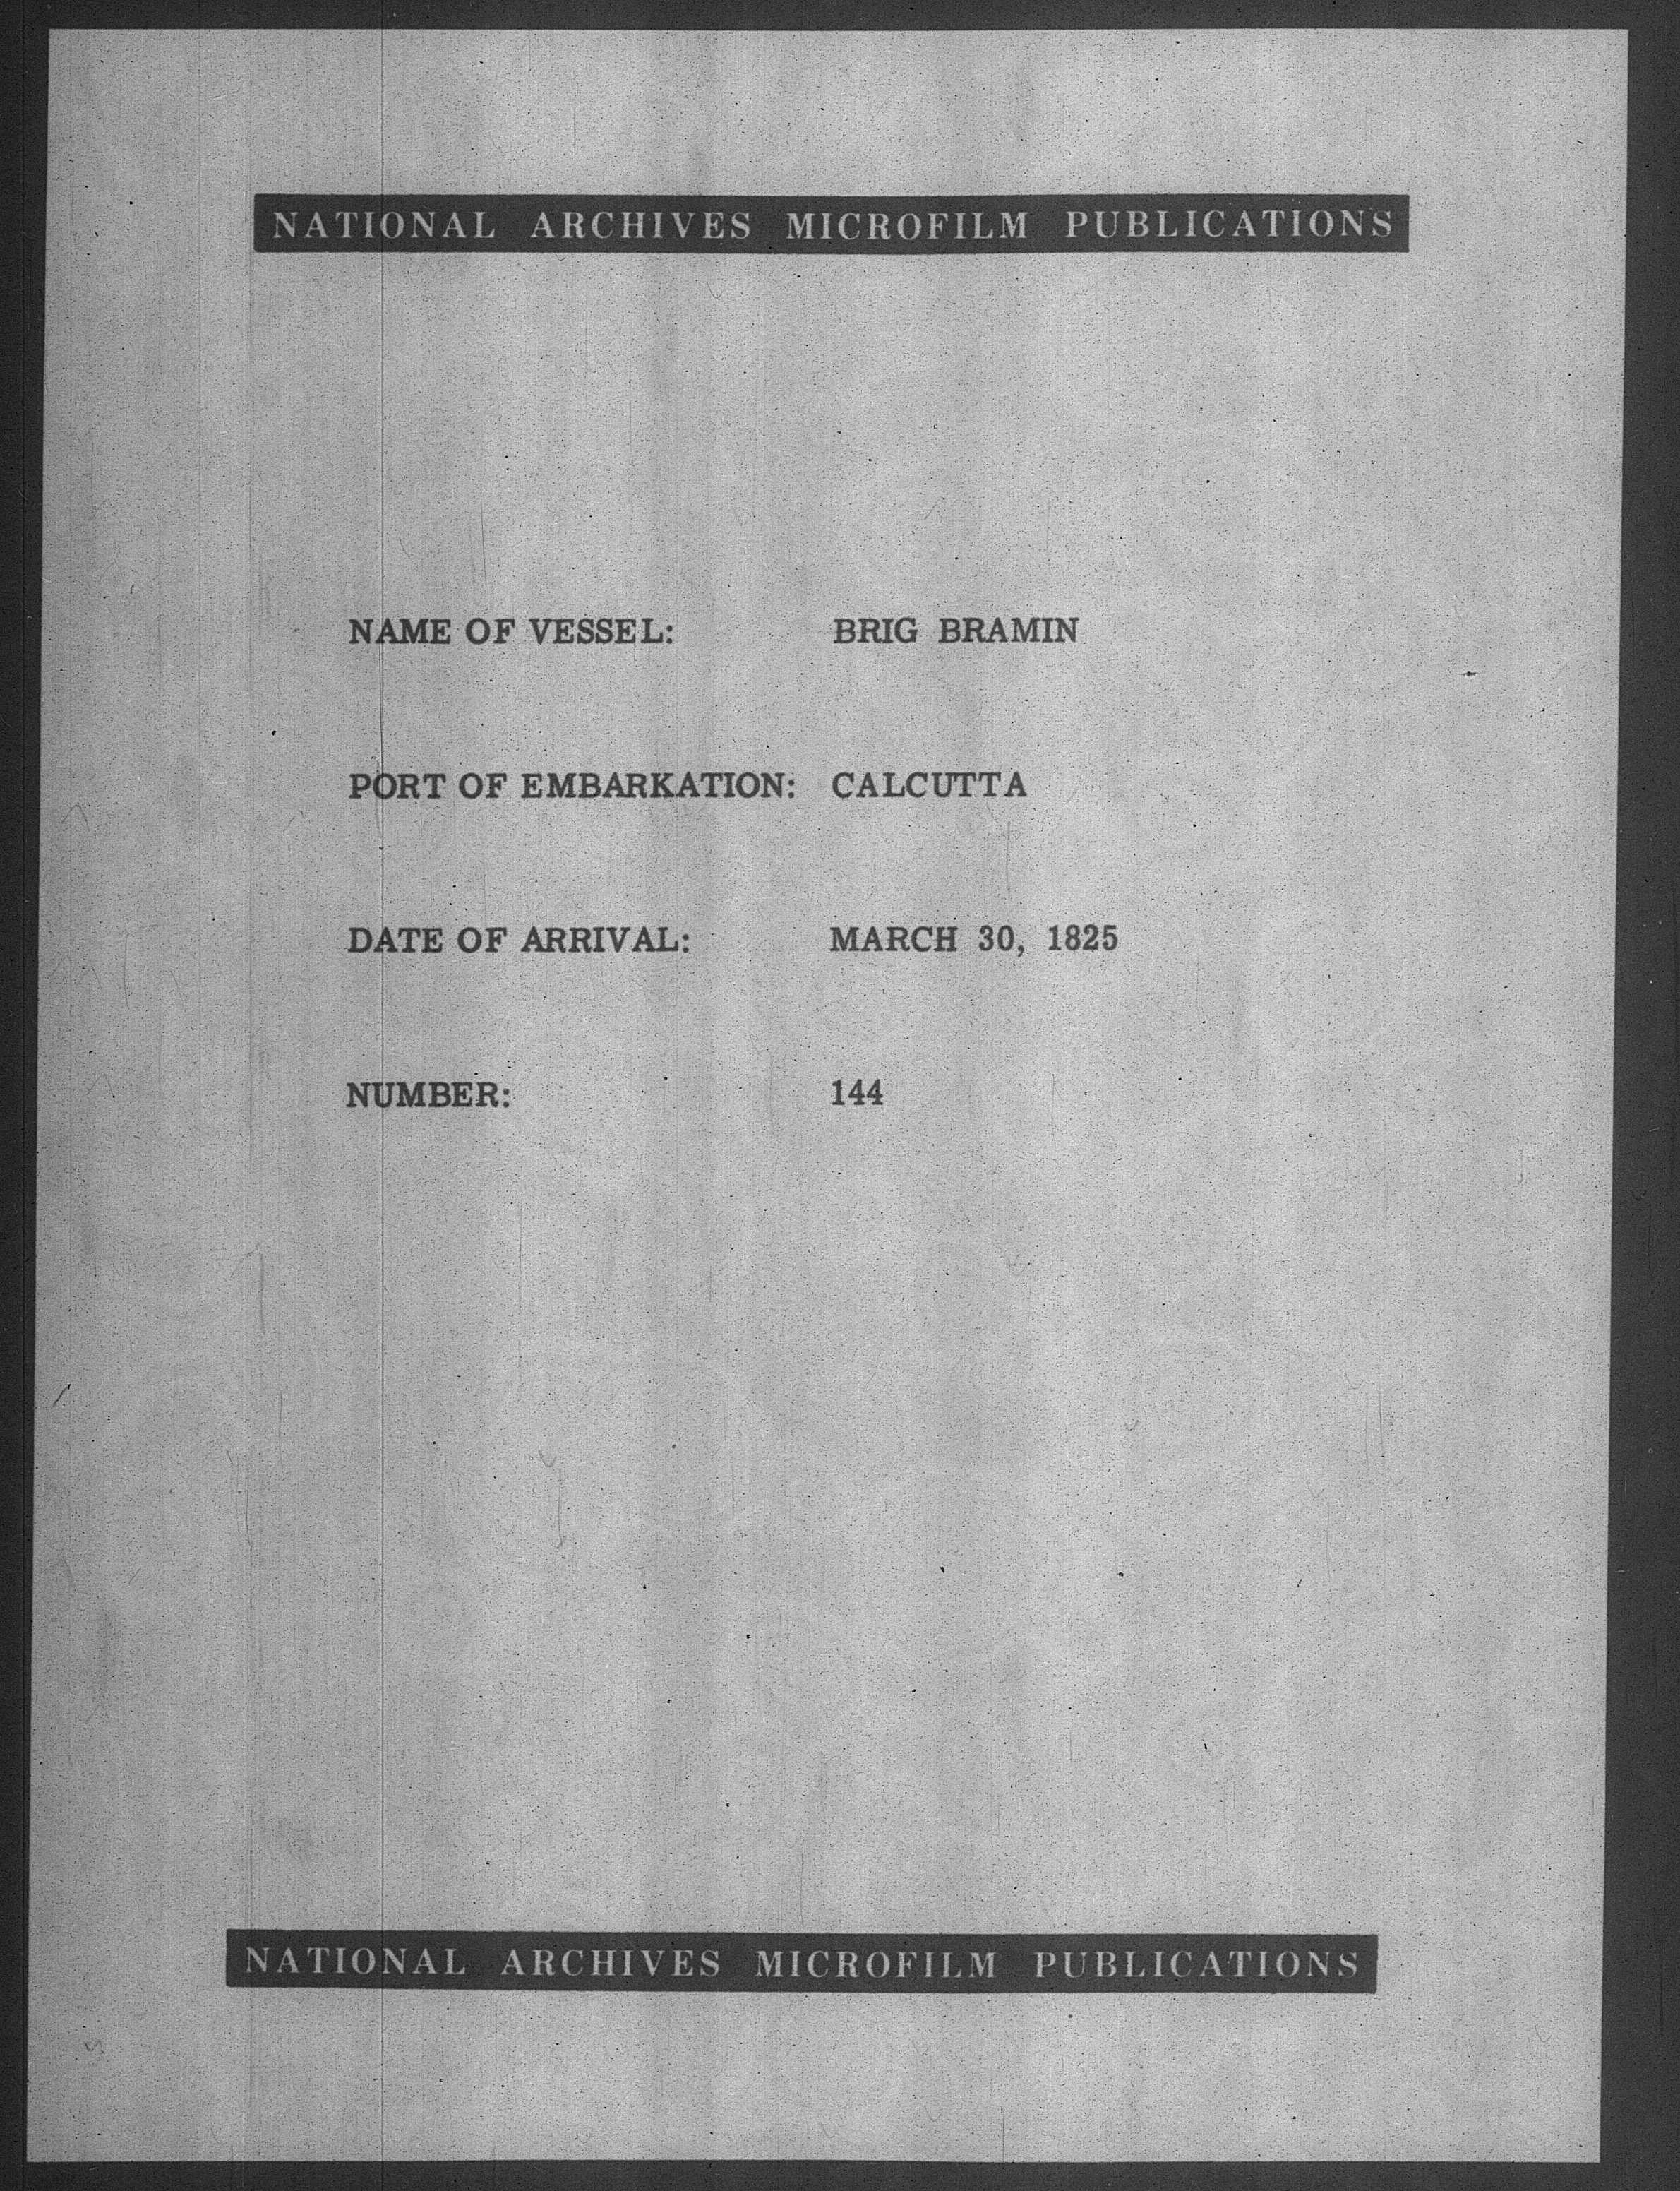 NATIONAL ARCHIVES MICROFILM PUBLICATIONS
NAME OF VESSEL: BRIG BRAMIN
PORT OF EMBARKATION: CALCUTTA
DATE OF ARRIVAL: MARCH 30, 1825
NUMBER: 144
NATIONAL ARCHIVES MICROFILM PUBLICATIONS